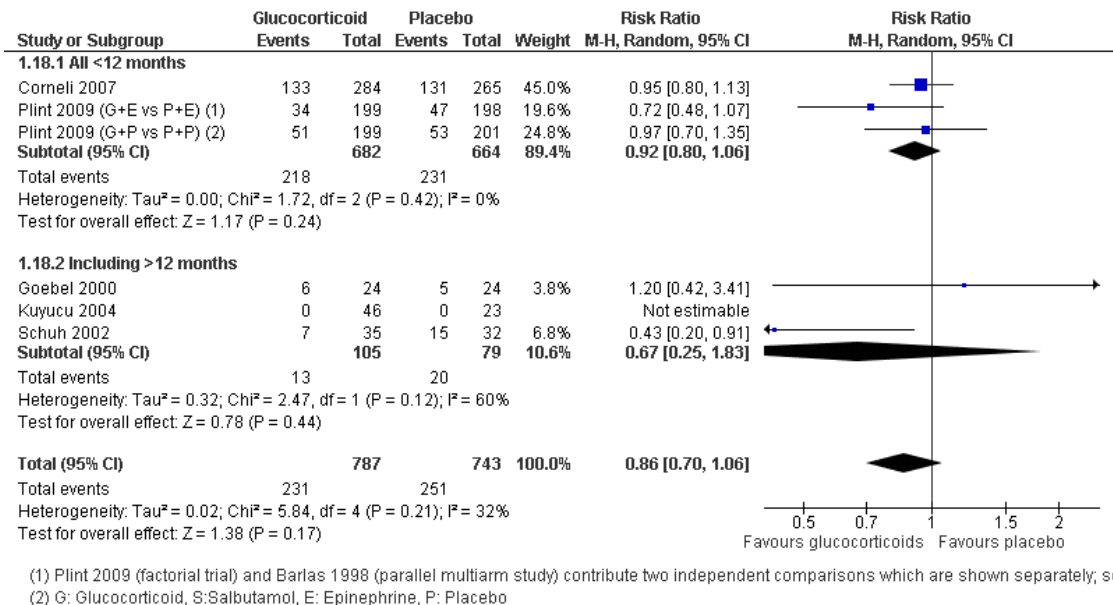 Glucocorticoid Placebo Risk Ratio Risk Ratio
Study or Subgroup Events Total Events Total Weight M-H, Random, 95% CI M-H, Random, 95% CI
1.18.1 All <12 months
Corneli 2007 133 284 131 265 45.0% 0.95 [0.80, 1.13]
Plint 2009 (G+E vs P+E) (1) 34 199 47 198 19.6% 0.72 [0.48, 1.07]
Plint 2009 (G+P vs P+P) (2) 51 199 53 201 24.8% 0.97 [0.70, 1.35]
Subtotal (95% CI) 682 664 89.4% 0.92 [0.80, 1.06]
Total events 218 231
Heterogeneity: Tau² = 0.00; Chi² = 1.72, df = 2 (P = 0.42); I² = 0%
Test for overall effect: Z = 1.17 (P = 0.24)
1.18.2 Including >12 months
Goebel 2000 6 24 5 24 3.8% 1.20 [0.42, 3.41]
Kuyucu 2004 0 46 0 23 Not estimable
Schuh 2002 7 35 15 32 6.8% 0.43 [0.20, 0.91]
Subtotal (95% CI) 105 79 10.6% 0.67 [0.25, 1.83]
Total events 13 20
Heterogeneity: Tau² = 0.32; Chi² = 2.47, df = 1 (P = 0.12); I² = 60%
Test for overall effect: Z = 0.78 (P = 0.44)
Total (95% CI) 787 743 100.0% 0.86 [0.70, 1.06]
Total events 231 251
Heterogeneity: Tau² = 0.02; Chi² = 5.84, df = 4 (P = 0.21); I² = 32%
Test for overall effect: Z = 1.38 (P = 0.17)
0.5 0.7 1 1.5 2
Favours glucocorticoids Favours placebo
(1) Plint 2009 (factorial trial) and Barlas 1998 (parallel multiarm study) contribute two independent comparisons which are shown separately;
(2) G: Glucocorticoid, S:Salbutamol, E: Epinephrine, P: Placebo